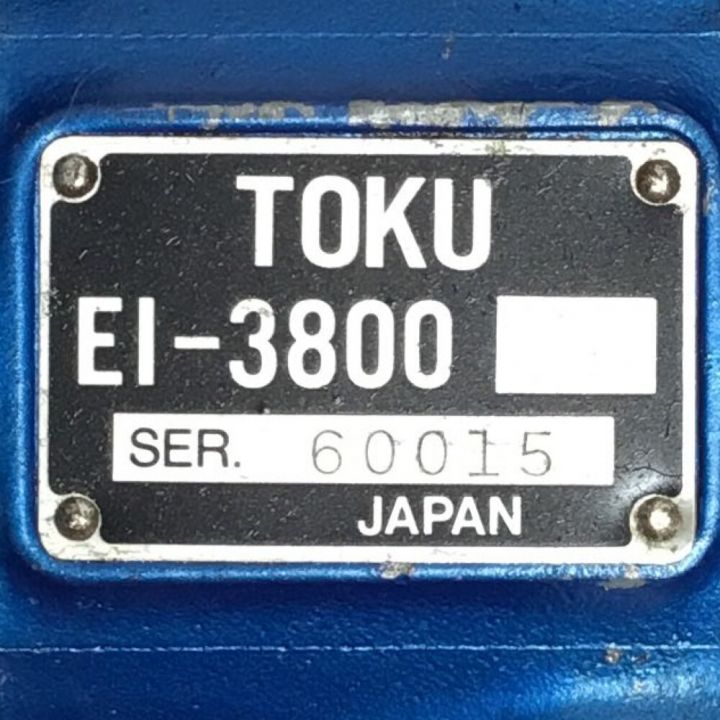 TOKU
EI-3800
SER. 60015
JAPAN